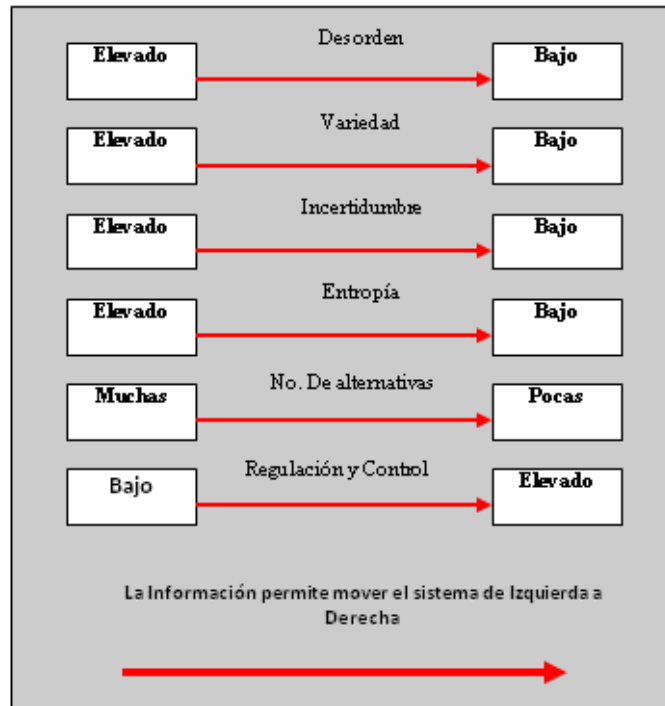 Desorden
Elevado Bajo
Variedad
Elevado Bajo
Incertidumbre
Elevado Bajo
Entropía
Elevado Bajo
No. De alternativas
Muchas Pocas
Regulación y Control
Bajo Elevado
La Información permite mover el sistema de Izquierda a
Derecha